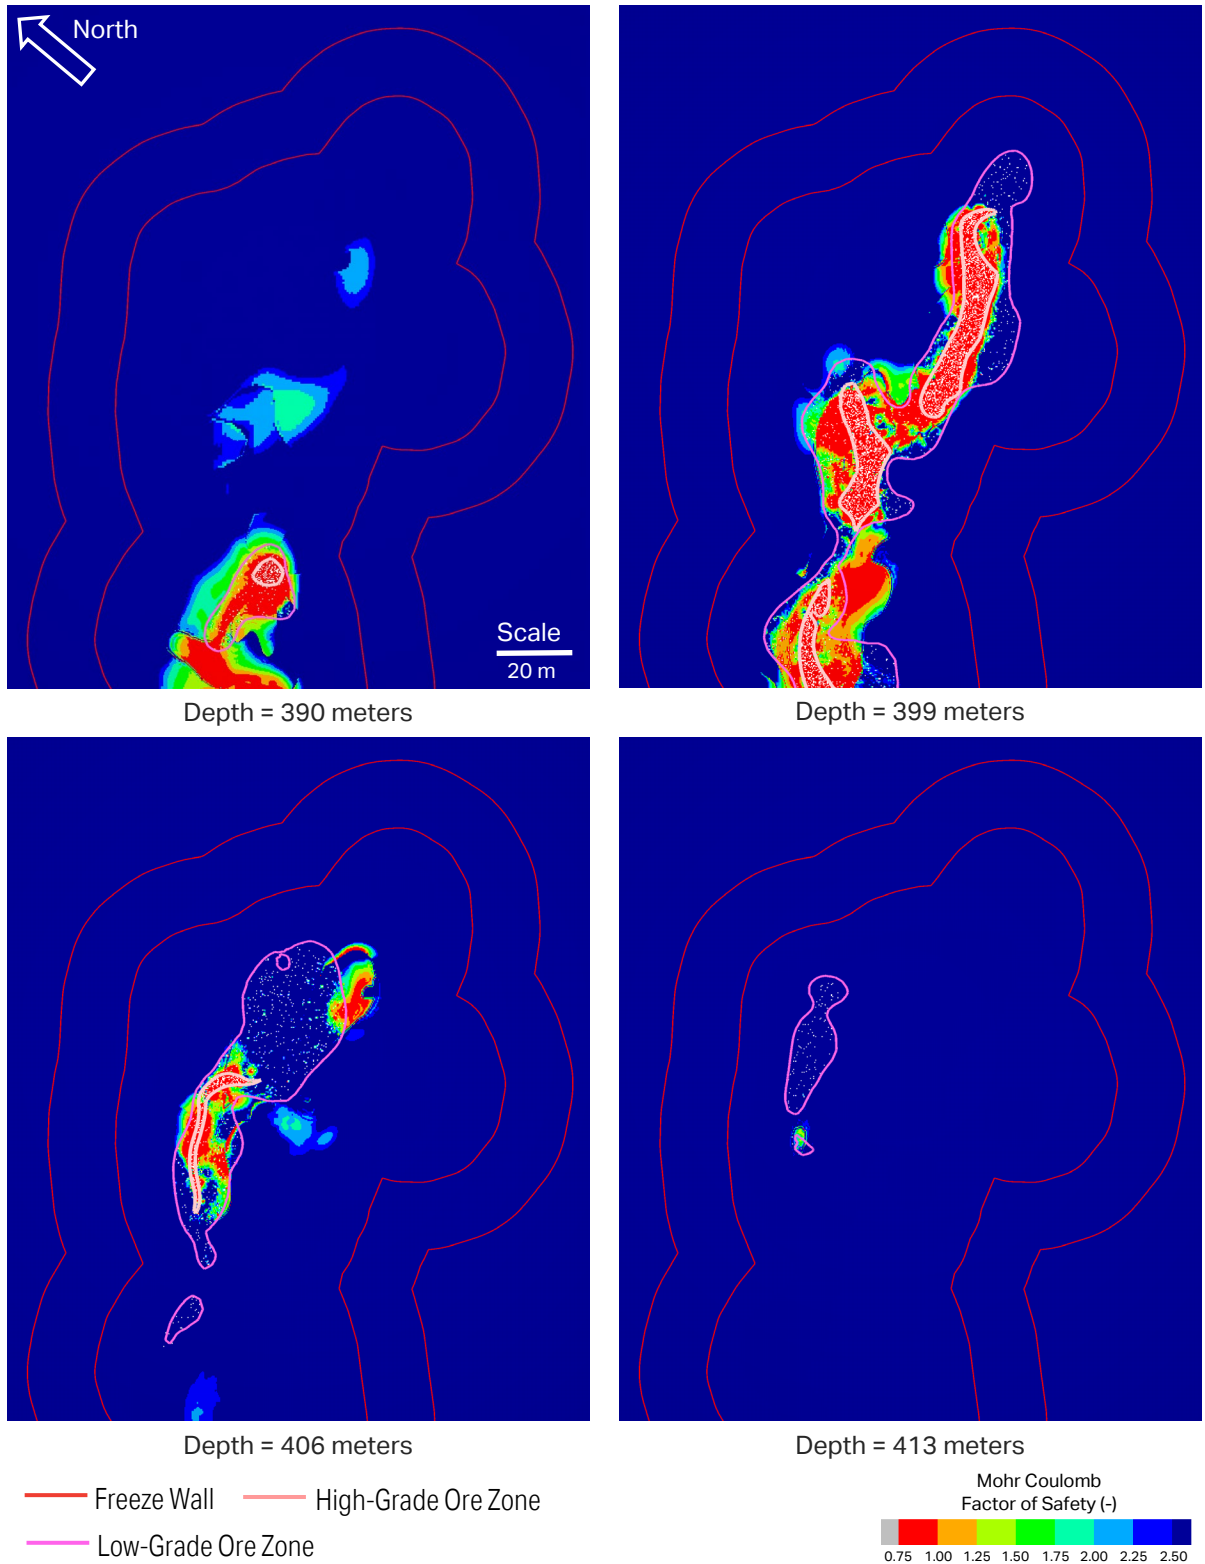 North
Scale
20 m
Depth = 390 meters
Depth = 399 meters
Depth = 406 meters
Depth = 413 meters
Freeze Wall
High-Grade Ore Zone
Low-Grade Ore Zone
Mohr Coulomb
Factor of Safety (-)
0.75 1.00 1.25 1.50 1.75 2.00 2.25 2.50